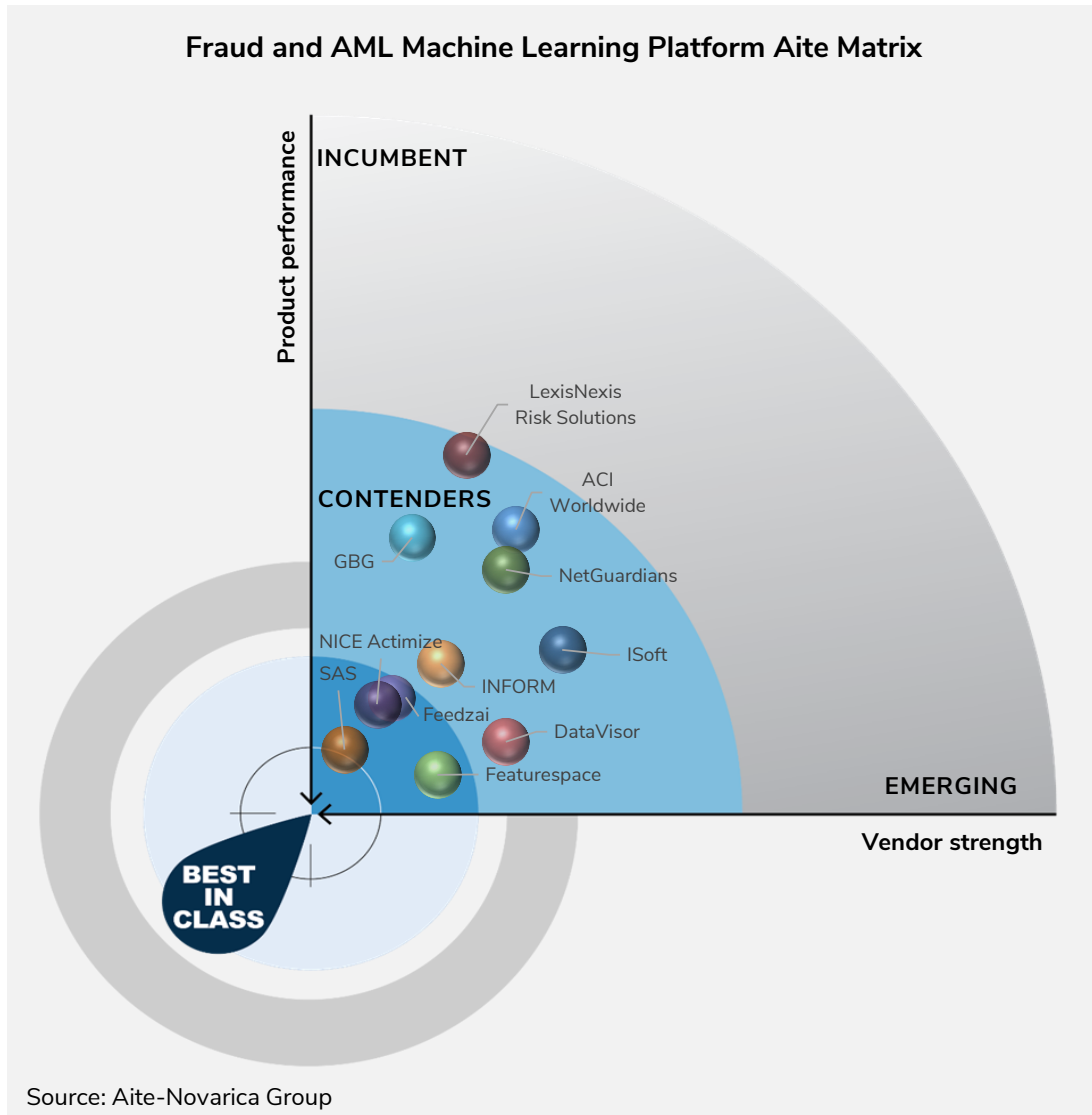 Fraud and AML Machine Learning Platform Aite Matrix
Product performance
INCUMBENT
LexisNexis
Risk Solutions
ACI
Worldwide
CONTENDERS
GBG
NetGuardians
NICE Actimize
ISoft
SAS
INFORM
Feedzai
DataVisor
Featurespace
EMERGING
Vendor strength
BEST
IN
CLASS
Source: Aite-Novarica Group